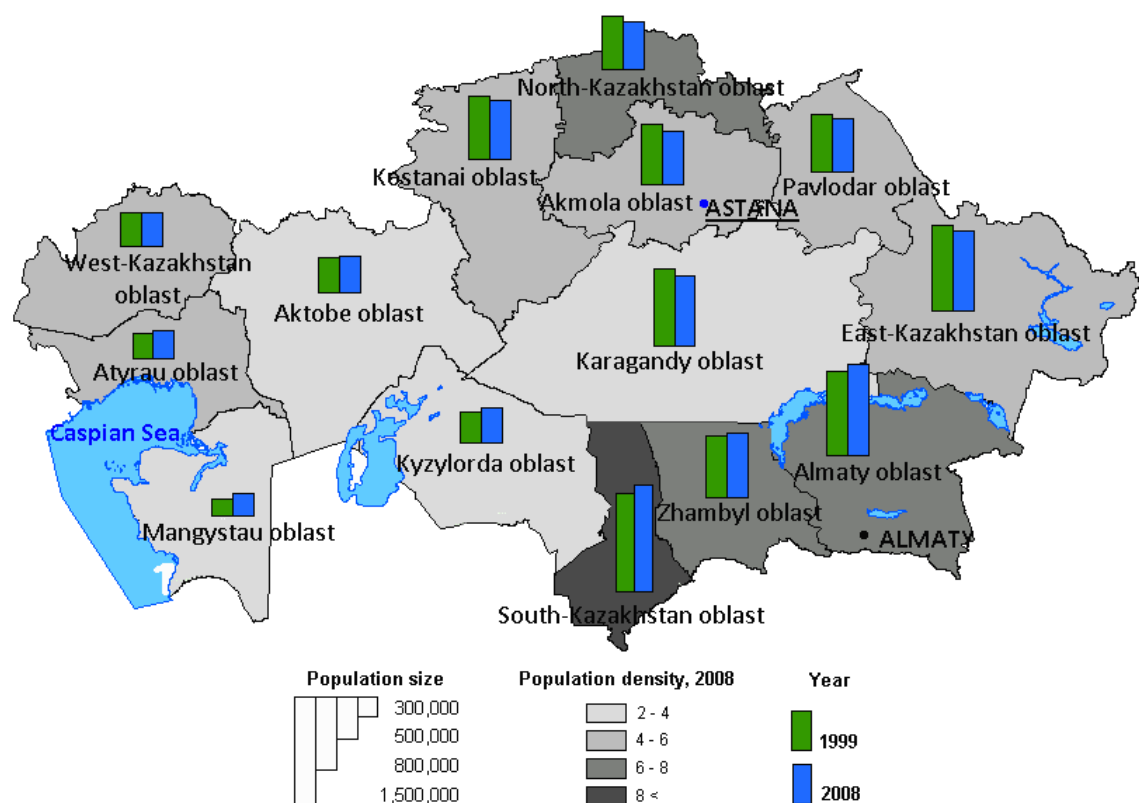 North-Kazakhstan oblast
Kostanai oblast
Akmola oblast
ASTANA
Pavlodar oblast
West-Kazakhstan
oblast
Aktobe oblast
Karagandy oblast
East-Kazakhstan oblast
Atyrau oblast
Caspian Sea
Kyzylorda oblast
Almaty oblast
Mangystau oblast
Zhambyl oblast
ALMATY
1
South-Kazakhstan oblast
Population size
300,000
500,000
800,000
1,500,000
Population density, 2008
2 - 4
4 - 6
6 - 8
8 <
Year
1999
2008